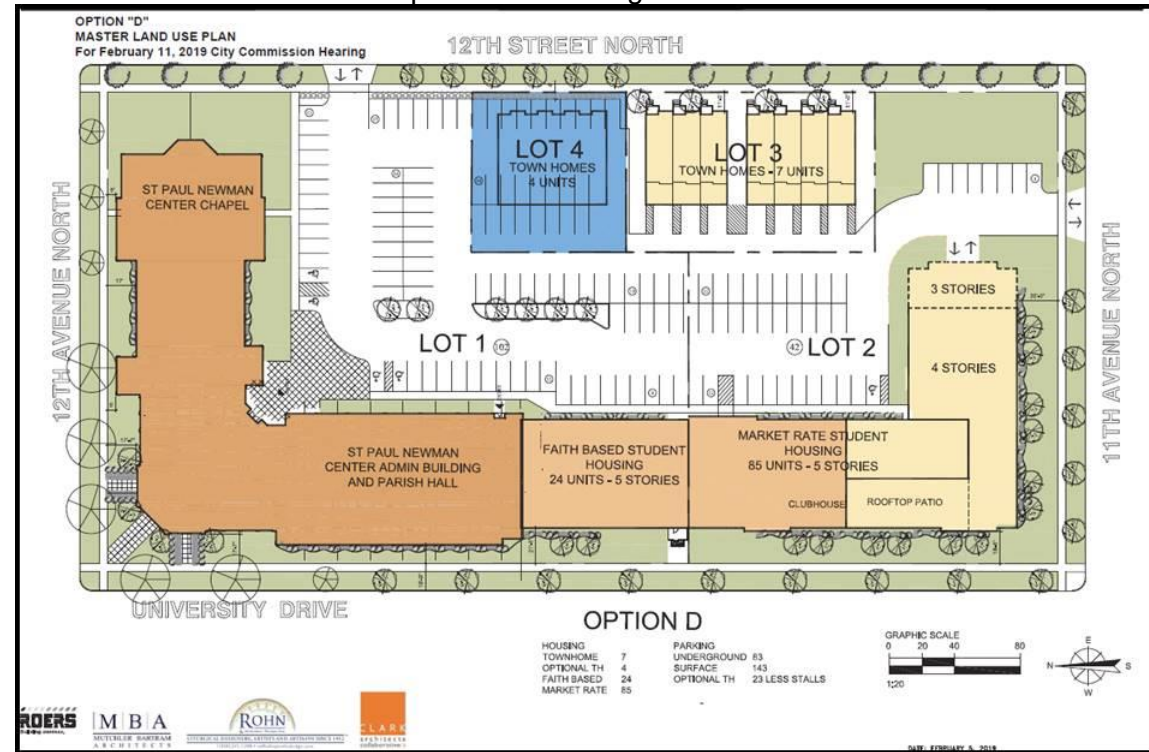 OPTION "D"
MASTER LAND USE PLAN
For February 11, 2019 City Commission Hearing
12TH STREET NORTH
12TH AVENUE NORTH
11TH AVENUE NORTH
UNIVERSITY DRIVE
ST PAUL NEWMAN
CENTER CHAPEL
LOT 4
TOWN HOMES
4 UNITS
LOT 3
TOWN HOMES - 7 UNITS
3 STORIES
4 STORIES
LOT 1
102
42
LOT 2
ST PAUL NEWMAN
CENTER ADMIN BUILDING
AND PARISH HALL
FAITH BASED STUDENT
HOUSING
24 UNITS - 5 STORIES
MARKET RATE STUDENT
HOUSING
85 UNITS - 5 STORIES
CLUBHOUSE
ROOFTOP PATIO
OPTION D
HOUSING
TOWNHOME 7
OPTIONAL TH 4
FAITH BASED 24
MARKET RATE 85
PARKING
UNDERGROUND 83
SURFACE 143
OPTIONAL TH 23 LESS STALLS
GRAPHIC SCALE
0 20 40 80
1:20
E
N S
W
ROERS
MBA
MUTCHLER BARTRAM
ARCHITECTS
ROHN
CLARK
DATE: FEBRUARY 5, 2019